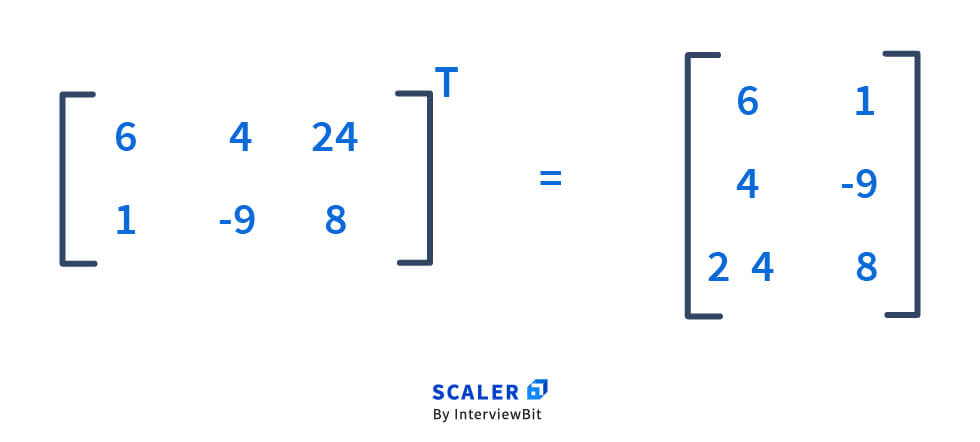 T
6 4 24
1 -9 8
=
6 1
4 -9
2 4 8
SCALER
By InterviewBit